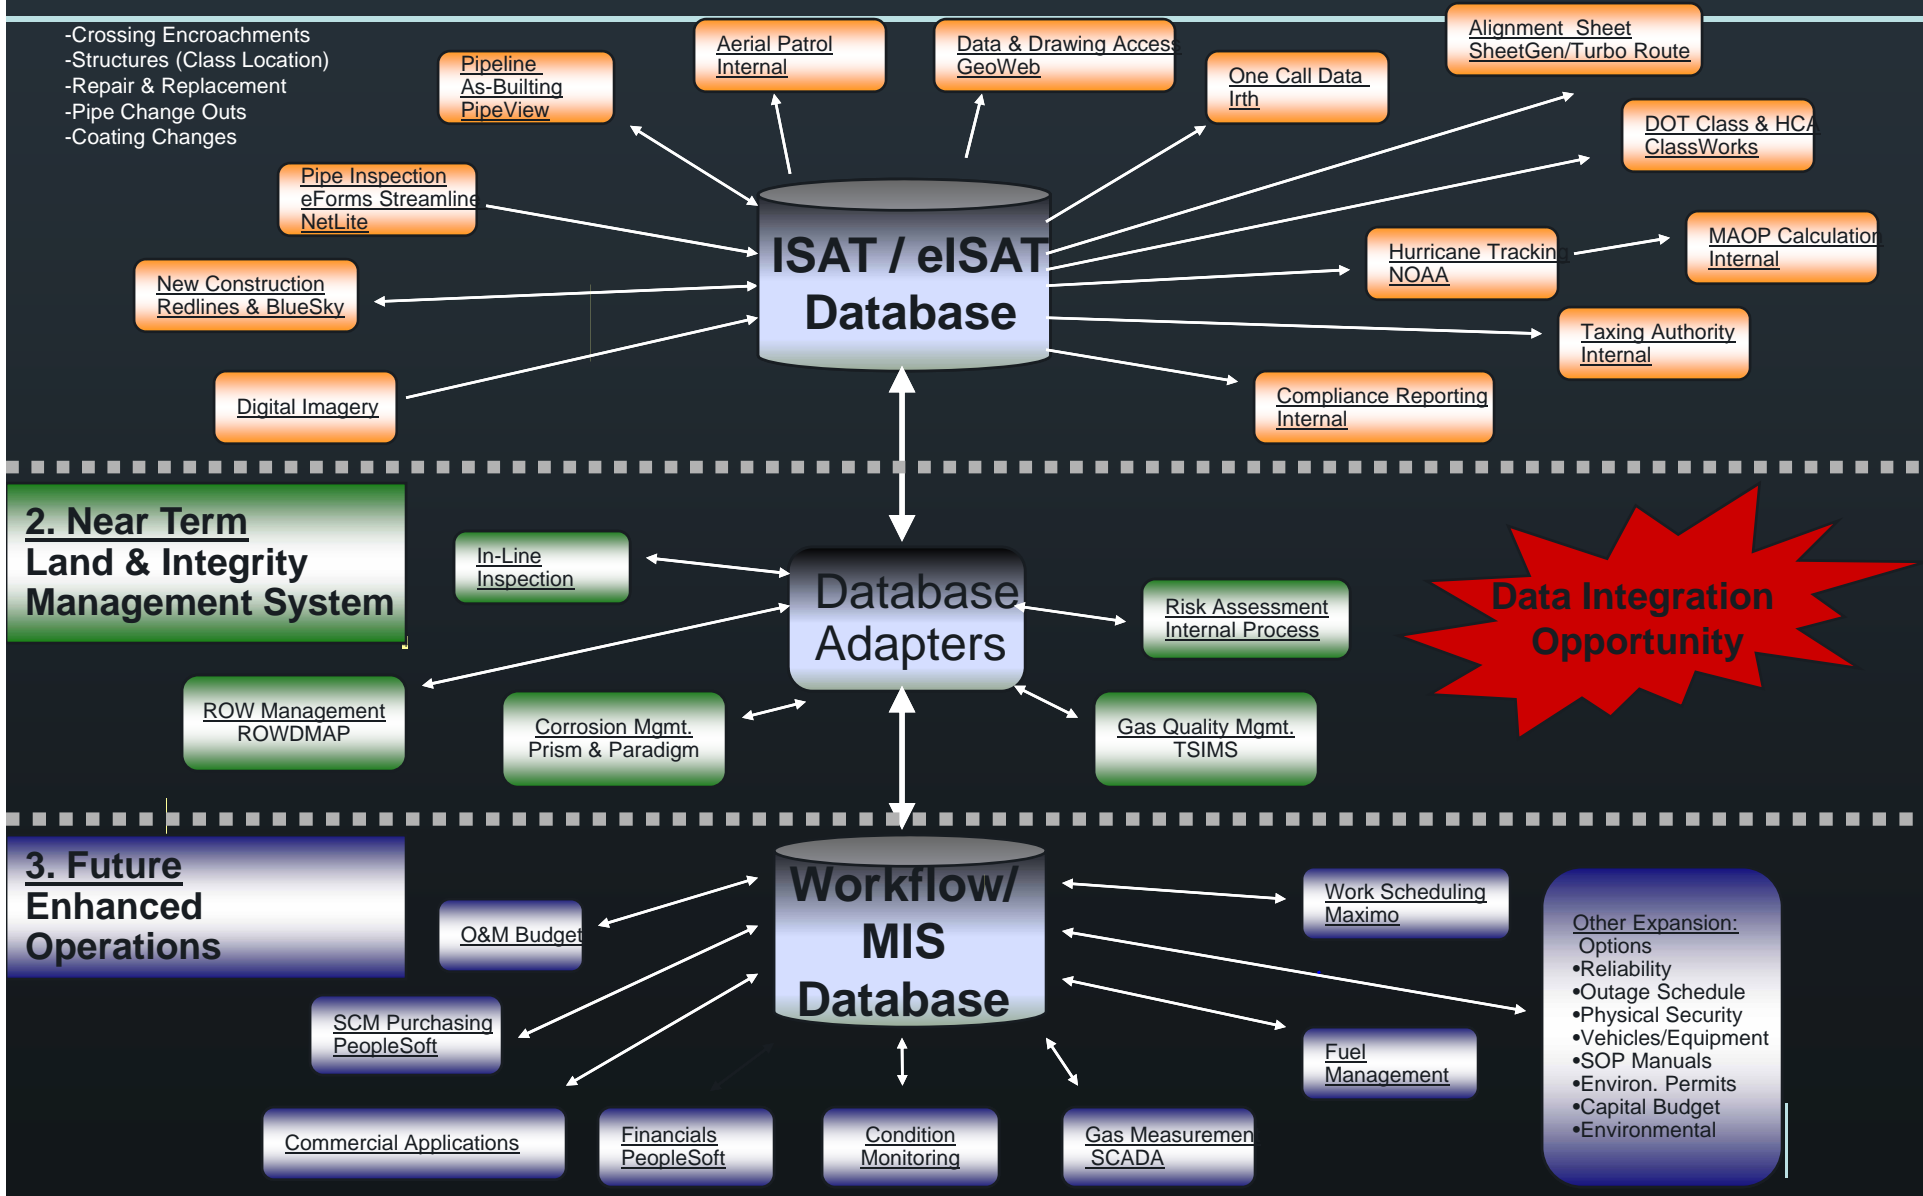 -Crossing Encroachments
-Structures (Class Location)
-Repair & Replacement
-Pipe Change Outs
-Coating Changes
Pipeline
As-Builting
PipeView
Aerial Patrol
Internal
Data & Drawing Access
GeoWeb
One Call Data
Irth
Alignment Sheet
SheetGen/Turbo Route
DOT Class & HCA
ClassWorks
Pipe Inspection
eForms Streamline
NetLite
ISAT / eISAT
Database
Hurricane Tracking
NOAA
MAOP Calculation
Internal
New Construction
Redlines & BlueSky
Taxing Authority
Internal
Digital Imagery
Compliance Reporting
Internal
2. Near Term
Land & Integrity
Management System
In-Line
Inspection
Database
Adapters
Risk Assessment
Internal Process
Data Integration
Opportunity
ROW Management
ROWDMAP
Corrosion Mgmt.
Prism & Paradigm
Gas Quality Mgmt.
TSIMS
3. Future
Enhanced
Operations
O&M Budget
Workflow/
MIS
Database
Work Scheduling
Maximo
Other Expansion:
Options
•Reliability
•Outage Schedule
•Physical Security
•Vehicles/Equipment
•SOP Manuals
•Environ. Permits
•Capital Budget
•Environmental
SCM Purchasing
PeopleSoft
Fuel
Management
Commercial Applications
Financials
PeopleSoft
Condition
Monitoring
Gas Measuremen
SCADA